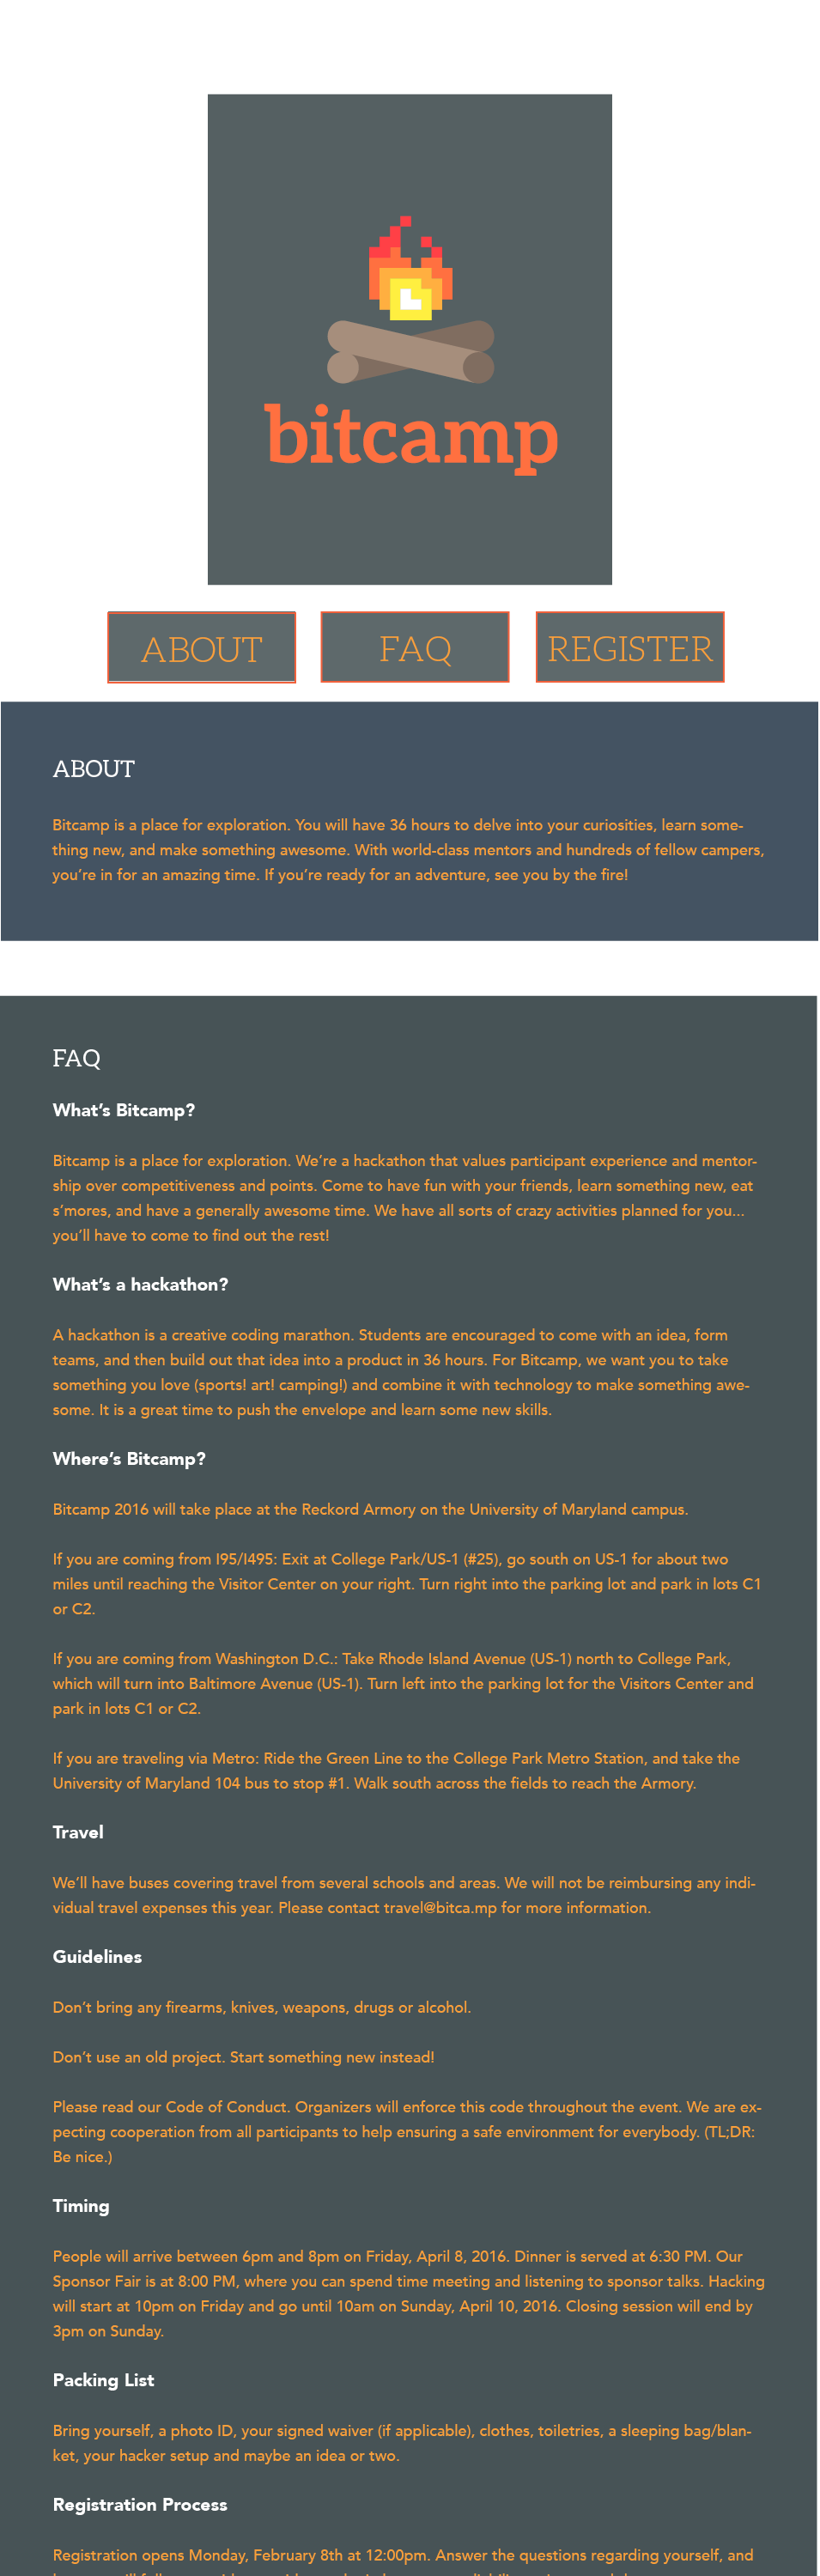 bitcamp
ABOUT
FAQ
REGISTER
ABOUT
Bitcamp is a place for exploration. You will have 36 hours to delve into your curiosities, learn some-
thing new, and make something awesome. With world-class mentors and hundreds of fellow campers,
you're in for an amazing time. If you're ready for an adventure, see you by the fire!
FAQ
What's Bitcamp?
Bitcamp is a place for exploration. We're a hackathon that values participant experience and mentor-
ship over competitiveness and points. Come to have fun with your friends, learn something new, eat
s'mores, and have a generally awesome time. We have all sorts of crazy activities planned for you...
you'll have to come to find out the rest!
What's a hackathon?
A hackathon is a creative coding marathon. Students are encouraged to come with an idea, form
teams, and then build out that idea into a product in 36 hours. For Bitcamp, we want you to take
something you love (sports! art! camping!) and combine it with technology to make something awe-
some. It is a great time to push the envelope and learn some new skills.
Where's Bitcamp?
Bitcamp 2016 will take place at the Reckord Armory on the University of Maryland campus.
If you are coming from I95/I495: Exit at College Park/US-1 (#25), go south on US-1 for about two
miles until reaching the Visitor Center on your right. Turn right into the parking lot and park in lots C1
or C2.
If you are coming from Washington D.C.: Take Rhode Island Avenue (US-1) north to College Park,
which will turn into Baltimore Avenue (US-1). Turn left into the parking lot for the Visitors Center and
park in lots C1 or C2.
If you are traveling via Metro: Ride the Green Line to the College Park Metro Station, and take the
University of Maryland 104 bus to stop #1. Walk south across the fields to reach the Armory.
Travel
We'll have buses covering travel from several schools and areas. We will not be reimbursing any indi-
vidual travel expenses this year. Please contact travel@bitca.mp for more information.
Guidelines
Don't bring any firearms, knives, weapons, drugs or alcohol.
Don't use an old project. Start something new instead!
Please read our Code of Conduct. Organizers will enforce this code throughout the event. We are ex-
pecting cooperation from all participants to help ensuring a safe environment for everybody. (TL;DR:
Be nice.)
Timing
People will arrive between 6pm and 8pm on Friday, April 8, 2016. Dinner is served at 6:30 PM. Our
Sponsor Fair is at 8:00 PM, where you can spend time meeting and listening to sponsor talks. Hacking
will start at 10pm on Friday and go until 10am on Sunday, April 10, 2016. Closing session will end by
3pm on Sunday.
Packing List
Bring yourself, a photo ID, your signed waiver (if applicable), clothes, toiletries, a sleeping bag/blan-
ket, your hacker setup and maybe an idea or two.
Registration Process
Registration opens Monday, February 8th at 12:00pm. Answer the questions regarding yourself, and